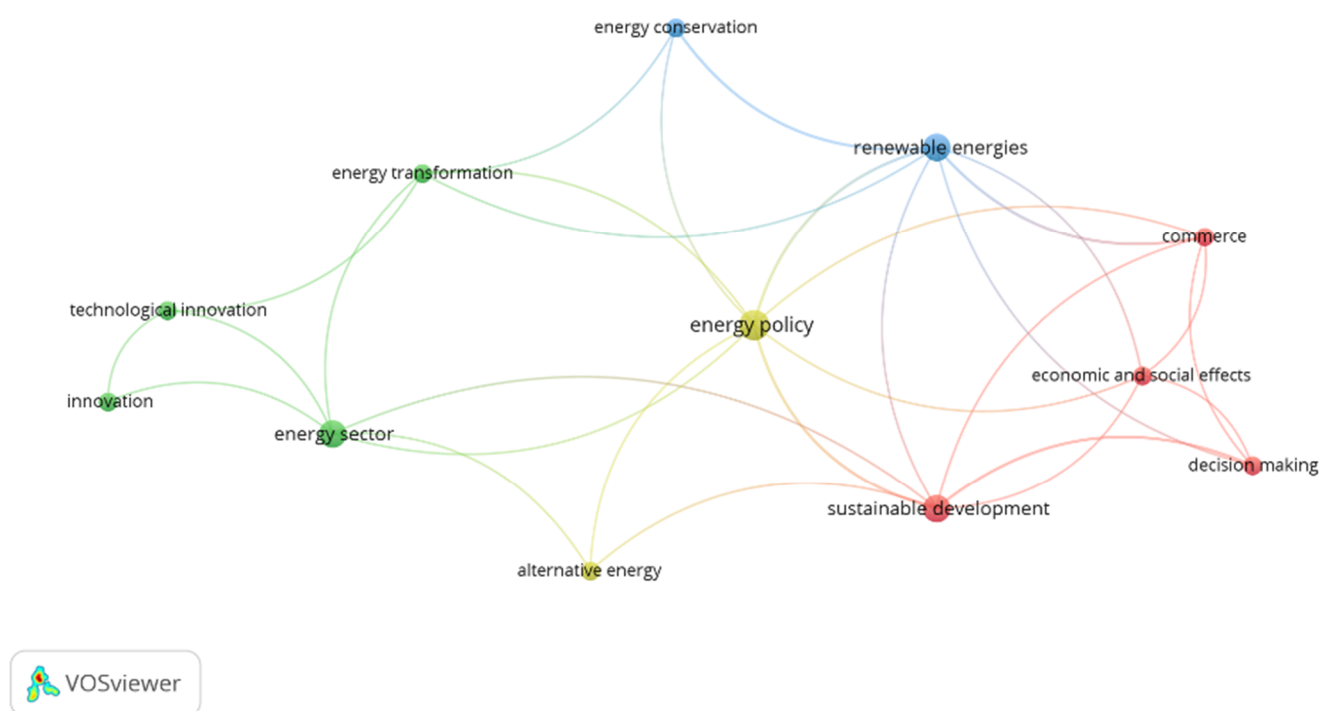 energy conservation
renewable energies
energy transformation
commerce
technological innovation
energy policy
economic and social effects
innovation
energy sector
decision making
sustainable development
alternative energy
VOSviewer